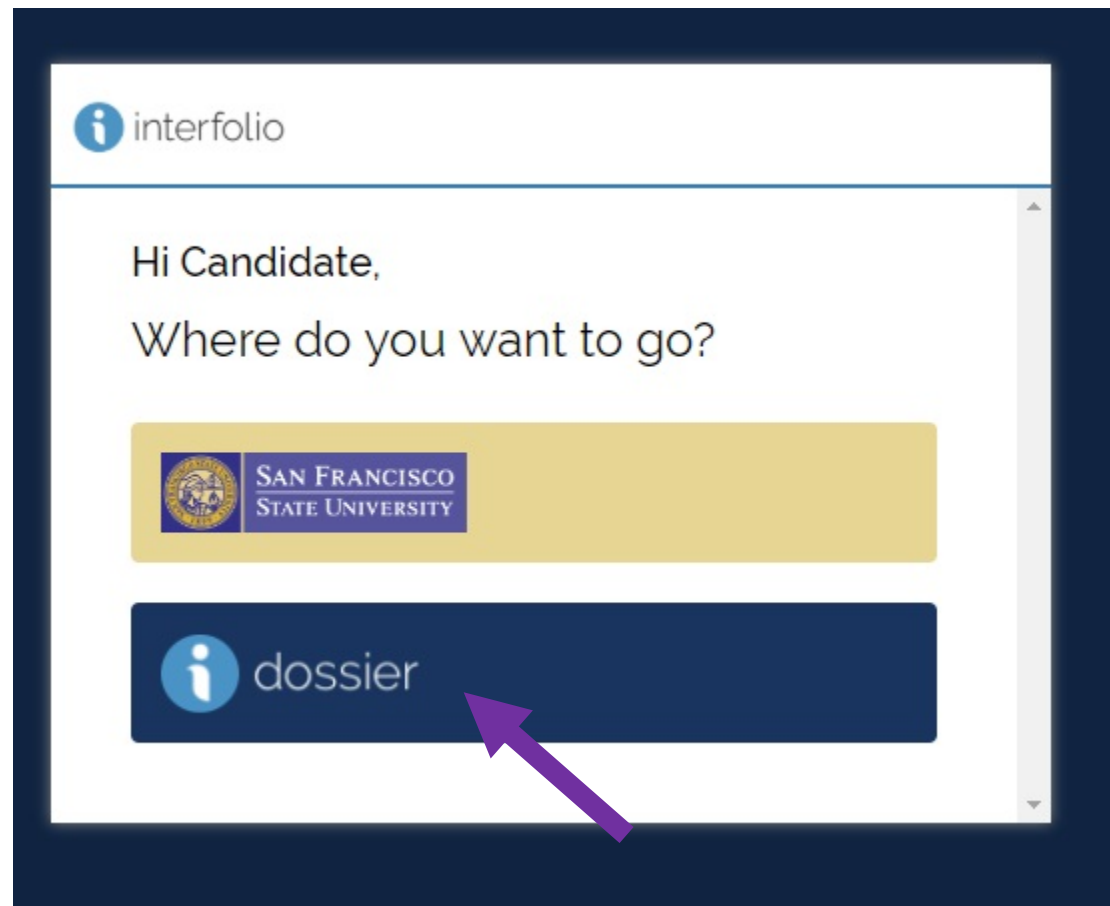 interfolio
Hi Candidate,
Where do you want to go?
SAN FRANCISCO
STATE UNIVERSITY
dossier